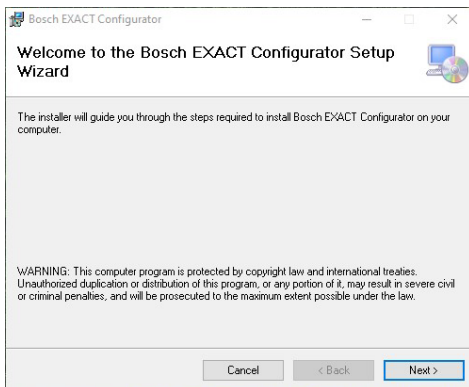 Bosch EXACT Configurator
Welcome to the Bosch EXACT Configurator Setup
Wizard
The installer will guide you through the steps required to install Bosch EXACT Configurator on your
computer.
WARNING: This computer program is protected by copyright law and international treaties.
Unauthorized duplication or distribution of this program, or any portion of it, may result in severe civil
or criminal penalties, and will be prosecuted to the maximum extent possible under the law.
Cancel
< Back
Next >